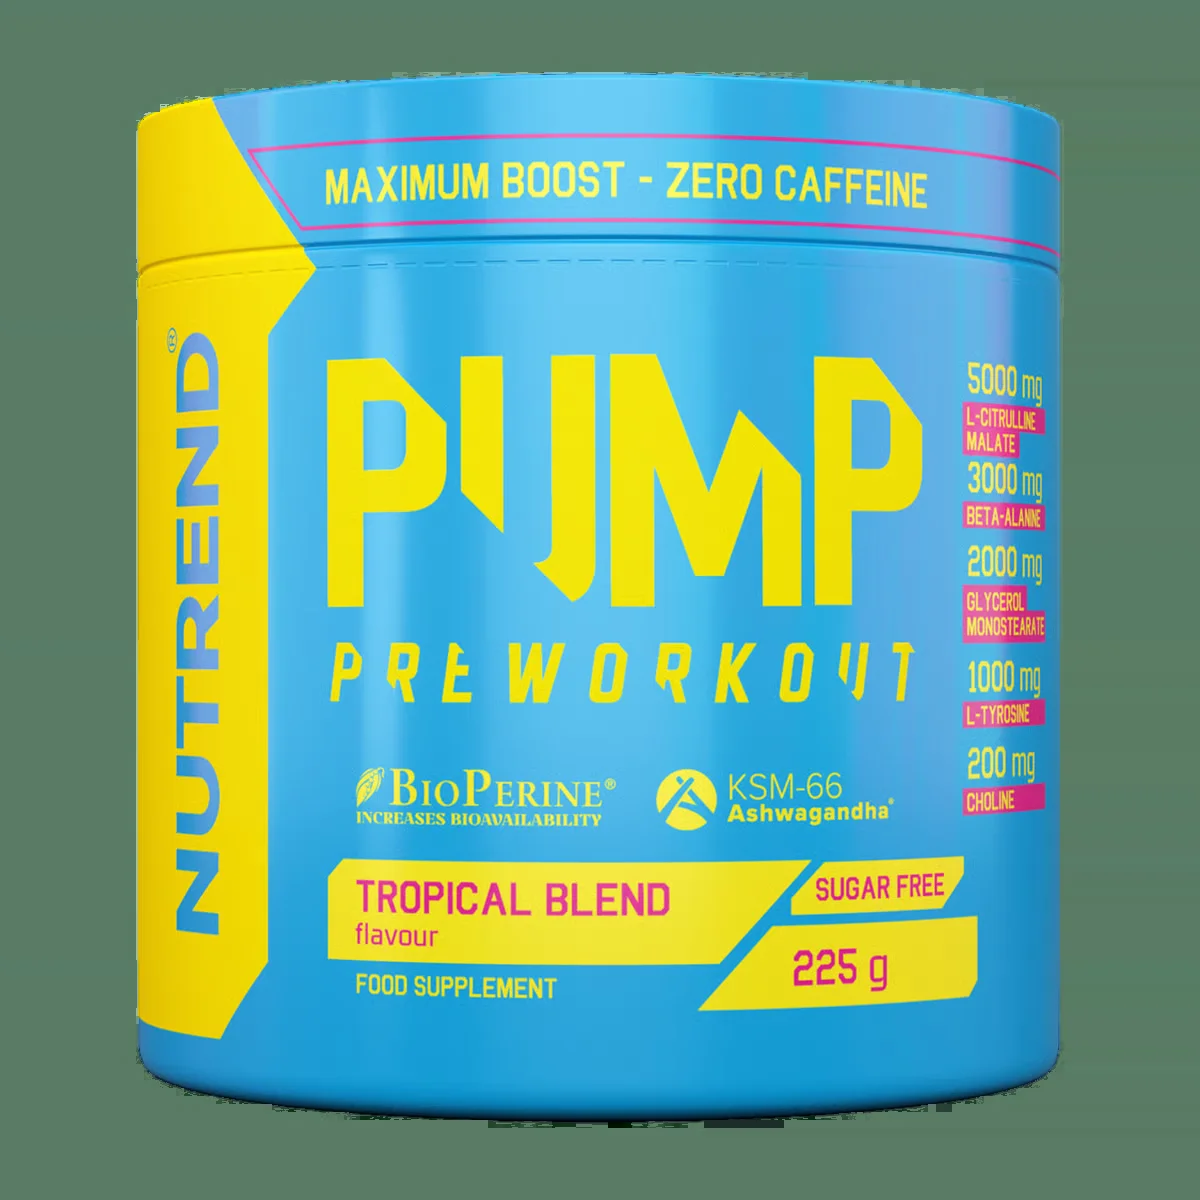 MAXIMUM BOOST - ZERO CAFFEINE
NUTREND®
PUMP
PREWORKOUT
5000 mg
L-CITRULLINE
MALATE
3000 mg
BETA-ALANINE
2000 mg
GLYCEROL
MONOSTEARATE
1000 mg
L-TYROSINE
200 mg
CHOLINE
BIOPERINE®
INCREASES BIOAVAILABILITY
KSM-66
Ashwagandha®
TROPICAL BLEND
flavour
SUGAR FREE
225 g
FOOD SUPPLEMENT